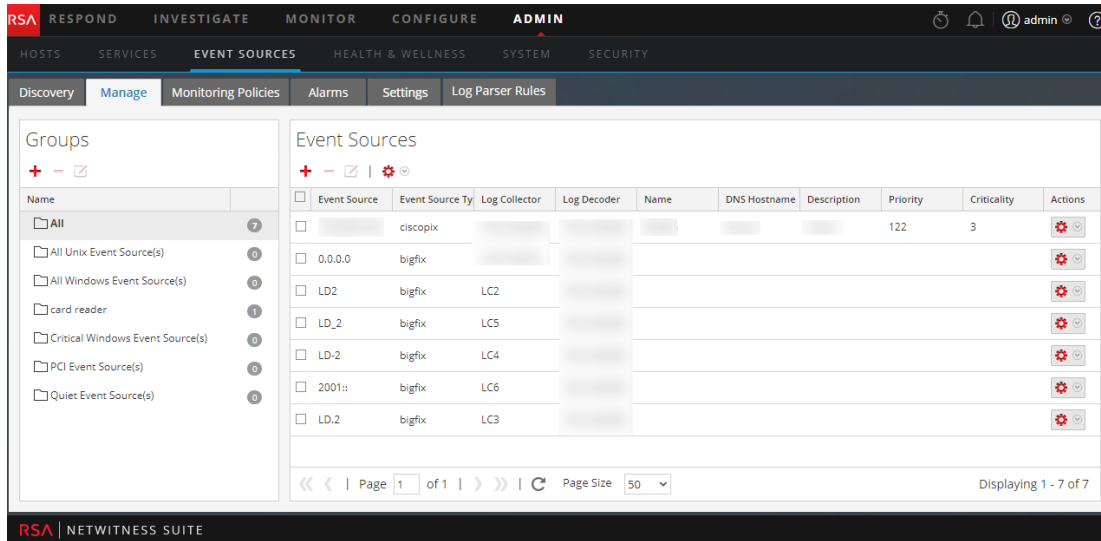 RSA RESPOND INVESTIGATE MONITOR CONFIGURE ADMIN admin
HOSTS SERVICES EVENT SOURCES HEALTH & WELLNESS SYSTEM SECURITY
Discovery Manage Monitoring Policies Alarms Settings Log Parser Rules
Groups
Name
All 7
All Unix Event Source(s) 0
All Windows Event Source(s) 0
card reader 1
Critical Windows Event Source(s) 0
PCI Event Source(s) 0
Quiet Event Source(s) 0
Event Sources
Event Source Event Source Ty Log Collector Log Decoder Name DNS Hostname Description Priority Criticality Actions
ciscopix 122 3
0.0.0.0 bigfix
LD2 bigfix LC2
LD_2 bigfix LC5
LD-2 bigfix LC4
2001:: bigfix LC6
LD.2 bigfix LC3
Page 1 of 1 Page Size 50 Displaying 1 - 7 of 7
RSA NETWITNESS SUITE